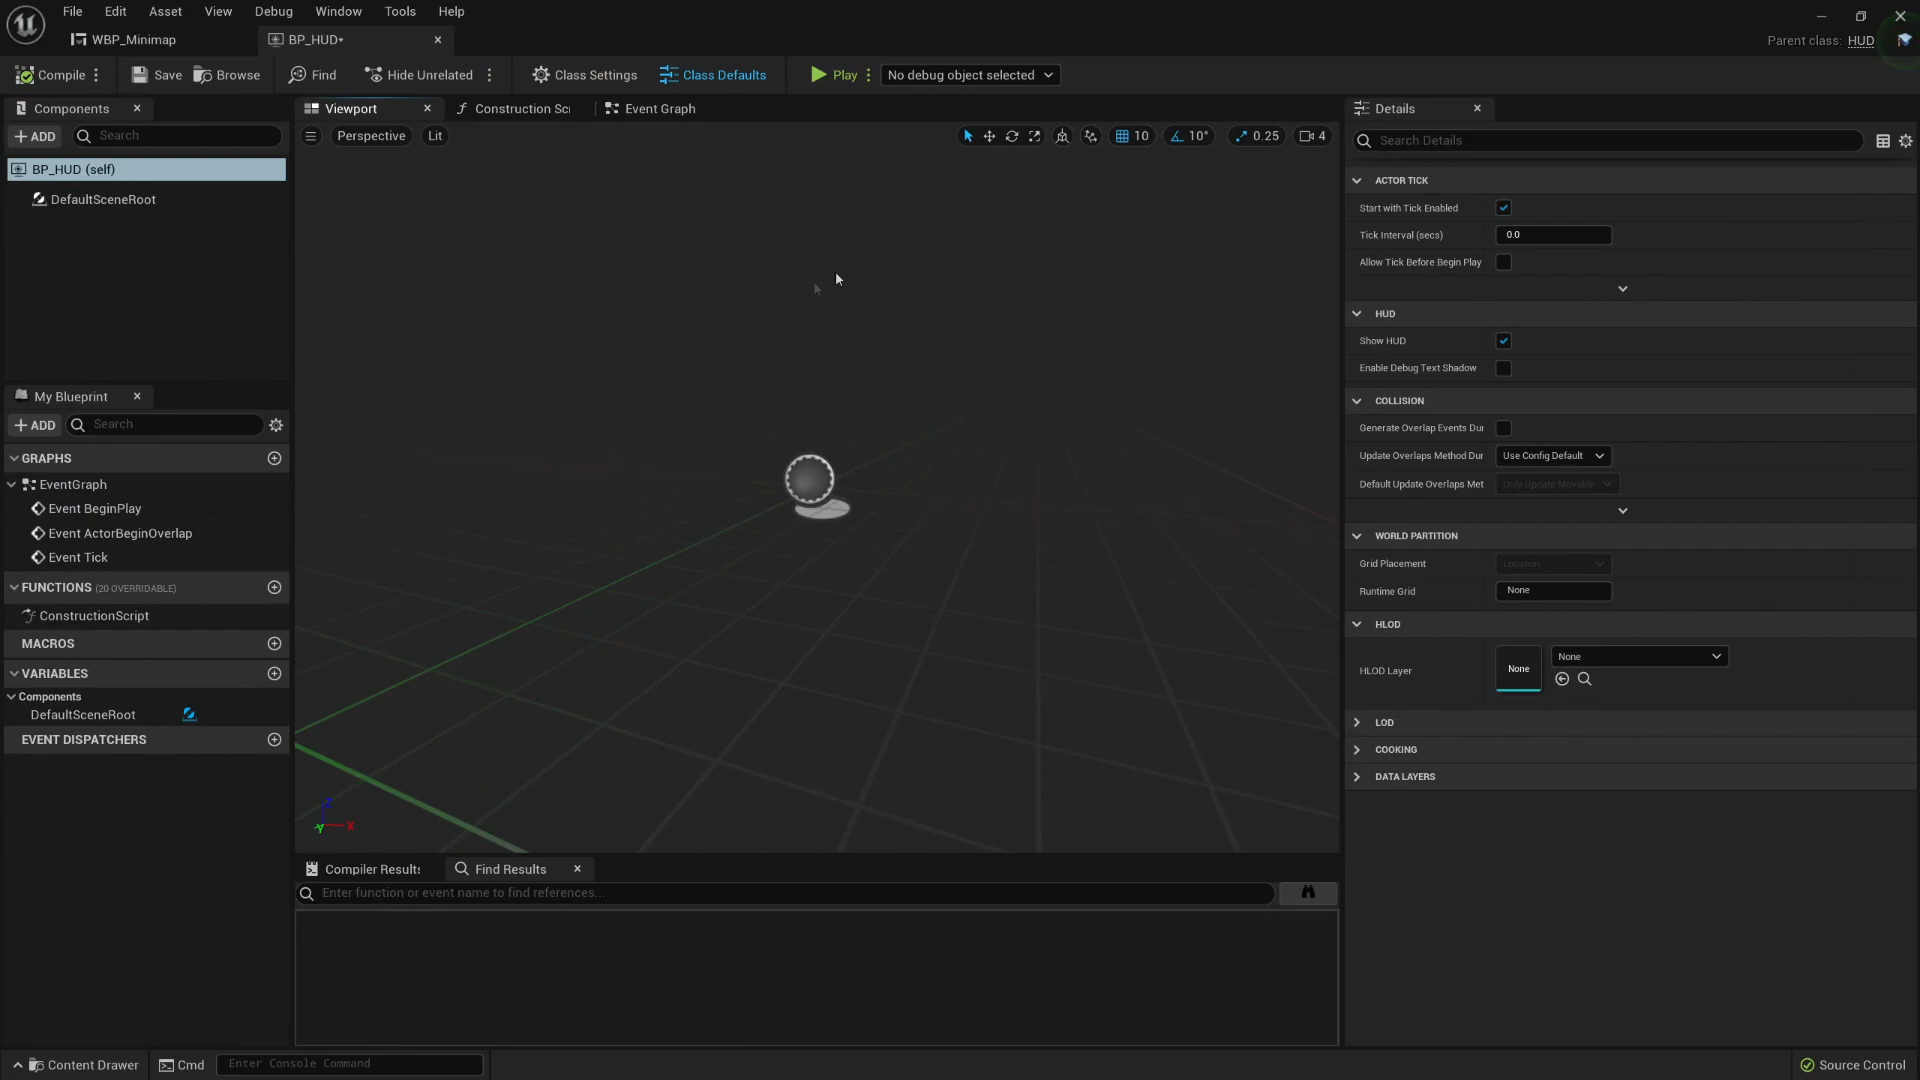 File Edit Asset View Debug Window Tools Help
WBP_Minimap BP_HUD* Parent class: HUD
Compile Save Browse Find Hide Unrelated Class Settings Class Defaults Play No debug object selected
Components Viewport Construction Sc Event Graph Details
ADD Search Perspective Lit 10 10° 0.25 4 Search Details
BP_HUD (self)
DefaultSceneRoot
ACTOR TICK
Start with Tick Enabled
Tick Interval (secs) 0.0
Allow Tick Before Begin Play
HUD
Show HUD
Enable Debug Text Shadow
COLLISION
Generate Overlap Events Dur
Update Overlaps Method Dur Use Config Default
Default Update Overlaps Met Only Update Movable
WORLD PARTITION
Grid Placement Location
Runtime Grid None
HLOD
HLOD Layer None None
LOD
COOKING
DATA LAYERS
My Blueprint
ADD Search
GRAPHS
EventGraph
Event BeginPlay
Event ActorBeginOverlap
Event Tick
FUNCTIONS (20 OVERRIDABLE)
ConstructionScript
MACROS
VARIABLES
Components
DefaultSceneRoot
EVENT DISPATCHERS
Z
Y X
Compiler Results Find Results
Enter function or event name to find references...
Content Drawer Cmd Enter Console Command Source Control